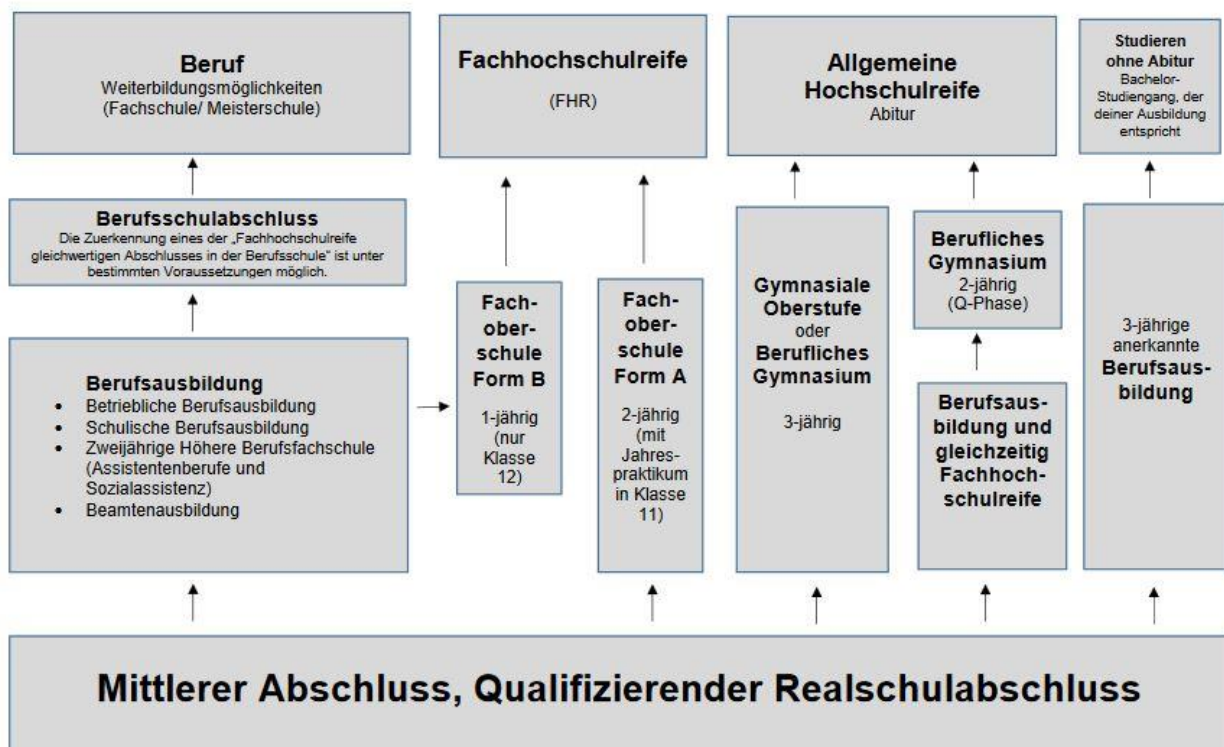 Beruf
Weiterbildungsmöglichkeiten
(Fachschule/ Meisterschule)
Fachhochschulreife
(FHR)
Allgemeine
Hochschulreife
Abitur
Studieren
ohne Abitur
Bachelor-
Studiengang, der
deiner Ausbildung
entspricht
Berufsschulabschluss
Die Zuerkennung eines der „Fachhochschulreife
gleichwertigen Abschlusses in der Berufsschule“ ist unter
bestimmten Voraussetzungen möglich.
Berufsausbildung
• Betriebliche Berufsausbildung
• Schulische Berufsausbildung
• Zweijährige Höhere Berufsfachschule
(Assistentenberufe und
Sozialassistenz)
• Beamtenausbildung
Fach-
ober-
schule
Form B
1-jährig
(nur
Klasse
12)
Fach-
ober-
schule
Form A
2-jährig
(mit
Jahres-
praktikum
in Klasse
11)
Gymnasiale
Oberstufe
oder
Berufliches
Gymnasium
3-jährig
Berufliches
Gymnasium
2-jährig
(Q-Phase)
Berufsaus-
bildung und
gleichzeitig
Fachhoch-
schulreife
3-jährige
anerkannte
Berufsaus-
bildung
Mittlerer Abschluss, Qualifizierender Realschulabschluss